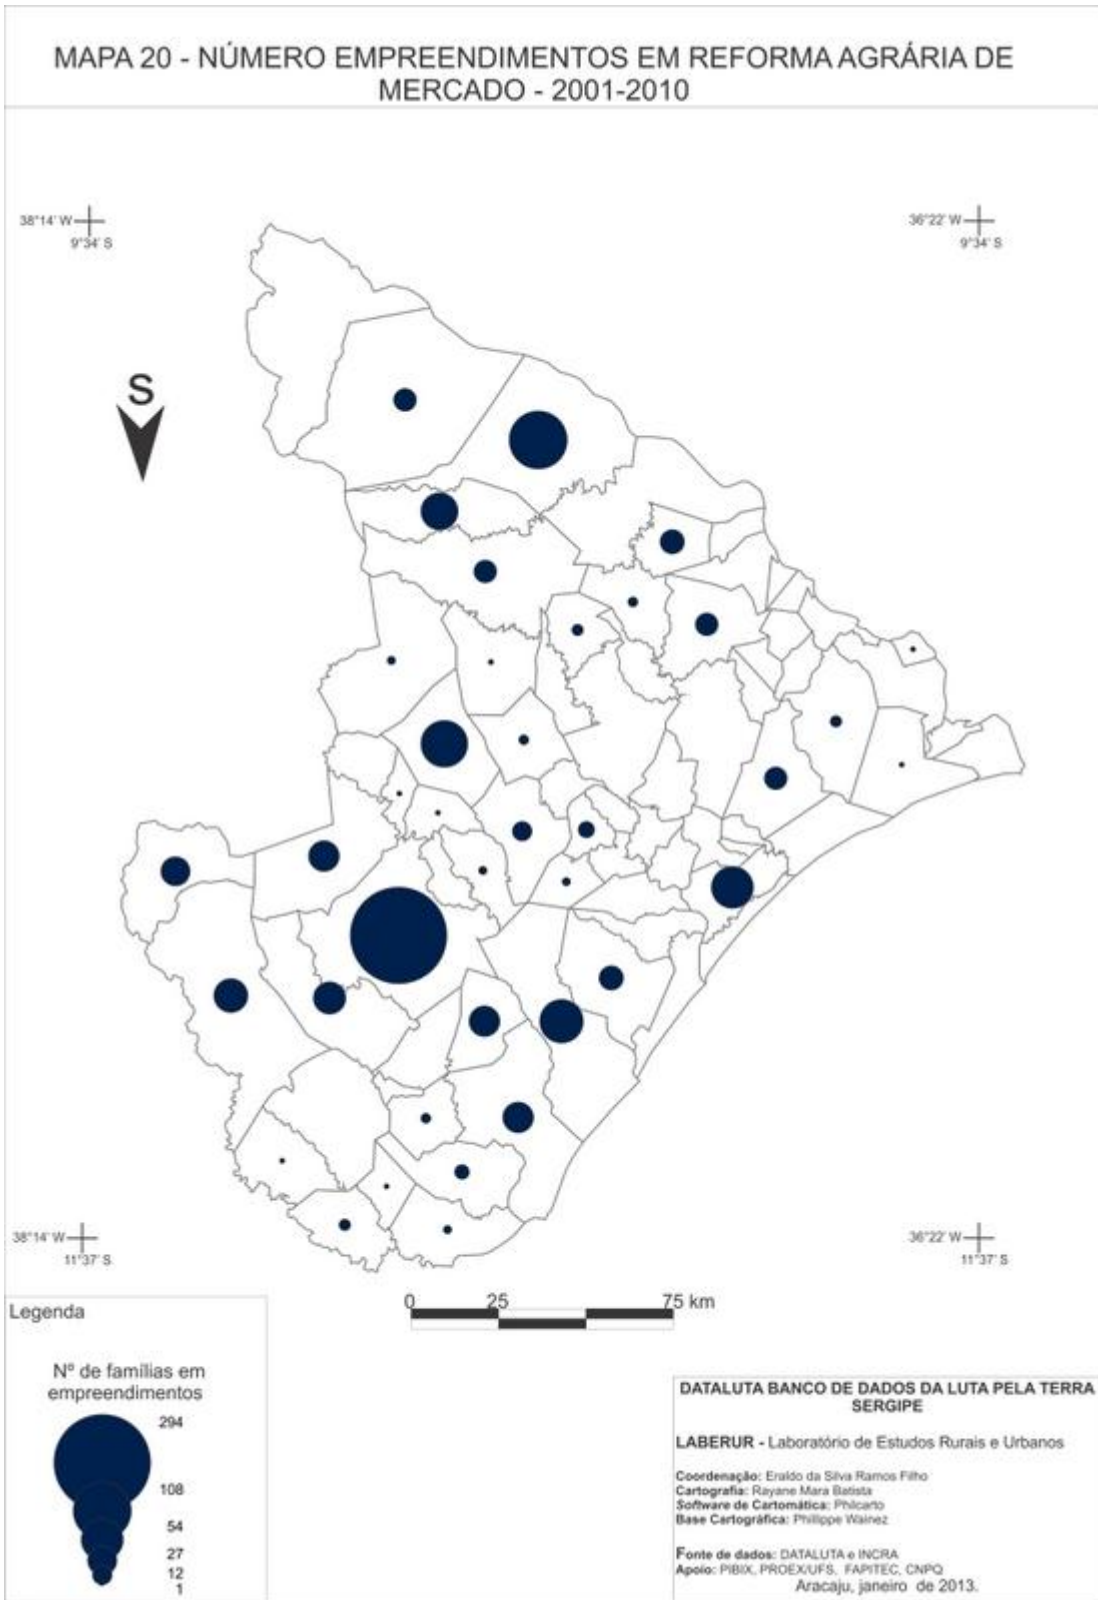 MAPA 20 - NÚMERO EMPREENDIMENTOS EM REFORMA AGRÁRIA DE
MERCADO - 2001-2010
38°14' W
9°34' S
36°22' W
9°34' S
S
38°14' W
11°37' S
36°22' W
11°37' S
0 25 75 km
Legenda
Nº de famílias em
empreendimentos
294
108
54
27
12
1
DATALUTA BANCO DE DADOS DA LUTA PELA TERRA
SERGIPE
LABERUR - Laboratório de Estudos Rurais e Urbanos
Coordenação: Eraldo da Silva Ramos Filho
Cartografia: Rayane Mara Batista
Software de Cartomática: Philcarto
Base Cartográfica: Phillippe Wainez
Fonte de dados: DATALUTA e INCRA
Apoio: PIBIX, PROEX/UFS, FAPITEC, CNPQ
Aracaju, janeiro de 2013.